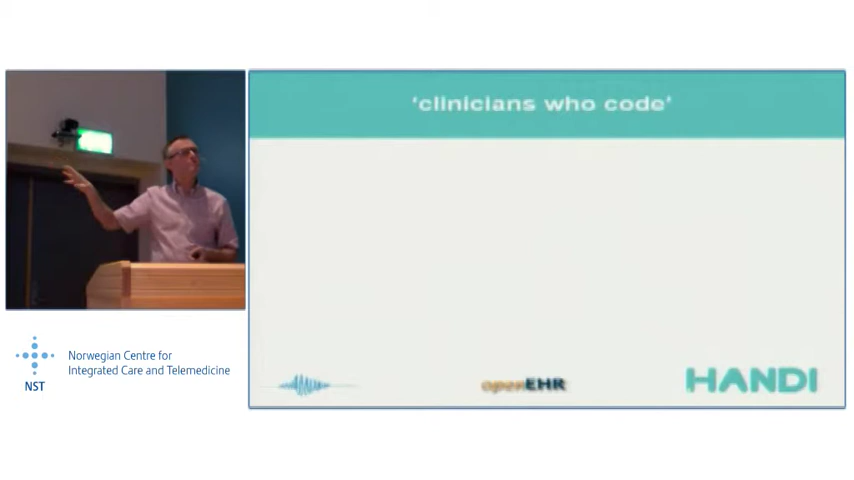 'clinicians who code'
Norwegian Centre for
Integrated Care and Telemedicine
NST
openEHR
HANDI